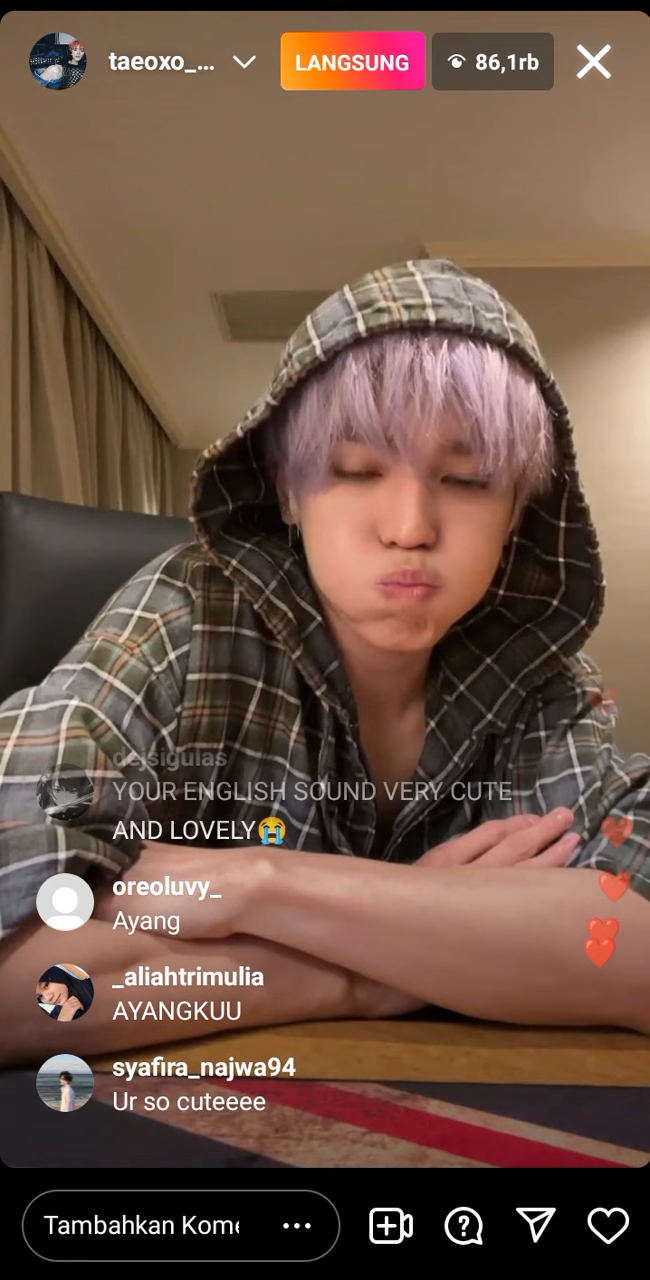 taeoxo_...
LANGSUNG
86,1rb
dejsigulas
YOUR ENGLISH SOUND VERY CUTE
AND LOVELY😭
oreoluvy_
Ayang
_aliahtrimulia
AYANGKUU
syafira_najwa94
Ur so cuteeee
Tambahkan Kome